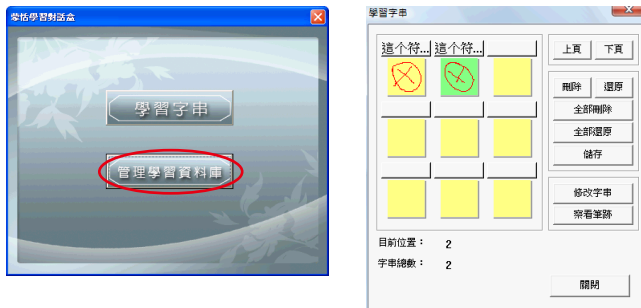 蒙恬學習對話盒
學習字串
管理學習資料庫
學習字串
這个符... 這个符...
上頁 下頁
刪除 還原
全部刪除
全部還原
儲存
修改字串
察看筆跡
目前位置： 2
字串總數： 2
關閉